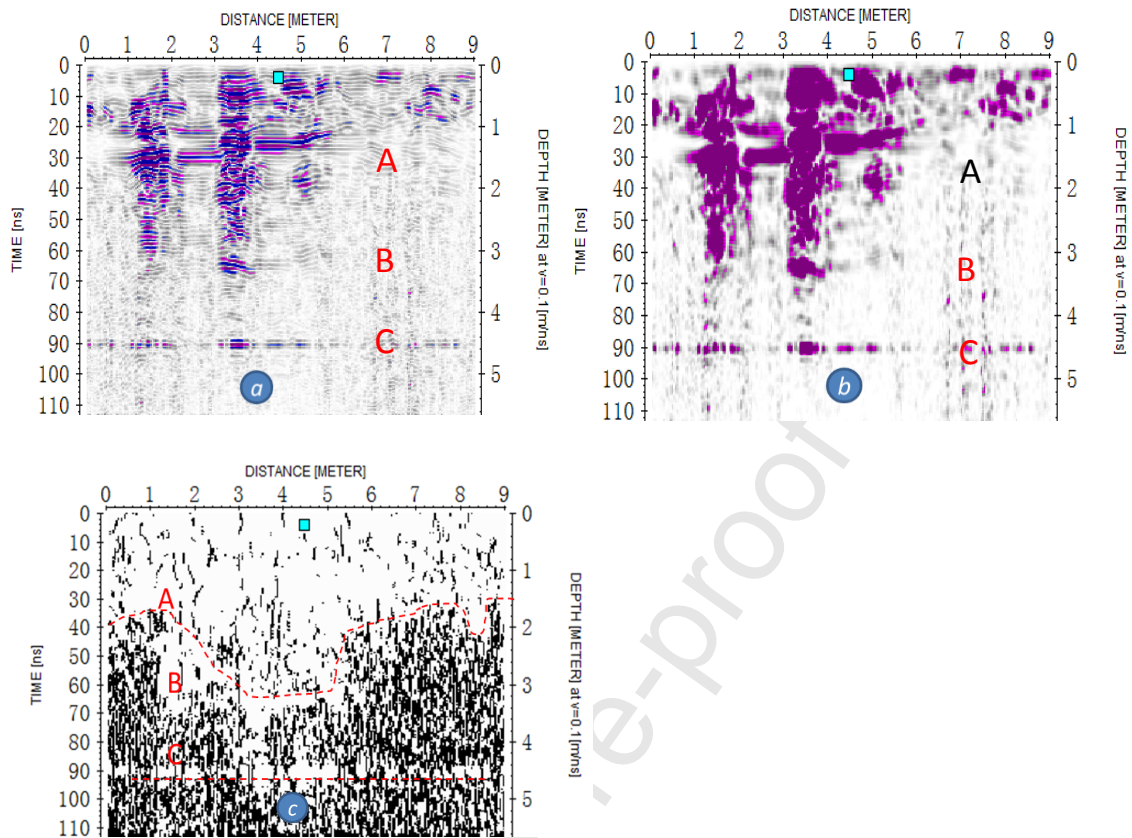 DISTANCE [METER]
0 1 2 3 4 5 6 7 8 9
TIME [ns]
0
10
20
30
40
50
60
70
80
90
100
110
DEPTH [METER] at v=0.1[m/ns]
0
1
2
3
4
5
A
B
C
a
DISTANCE [METER]
0 1 2 3 4 5 6 7 8 9
TIME [ns]
0
10
20
30
40
50
60
70
80
90
100
110
DEPTH [METER] at v=0.1[m/ns]
0
1
2
3
4
5
A
B
C
b
DISTANCE [METER]
0 1 2 3 4 5 6 7 8 9
TIME [ns]
0
10
20
30
40
50
60
70
80
90
100
110
DEPTH [METER] at v=0.1[m/ns]
0
1
2
3
4
5
A
B
C
c
e-proof